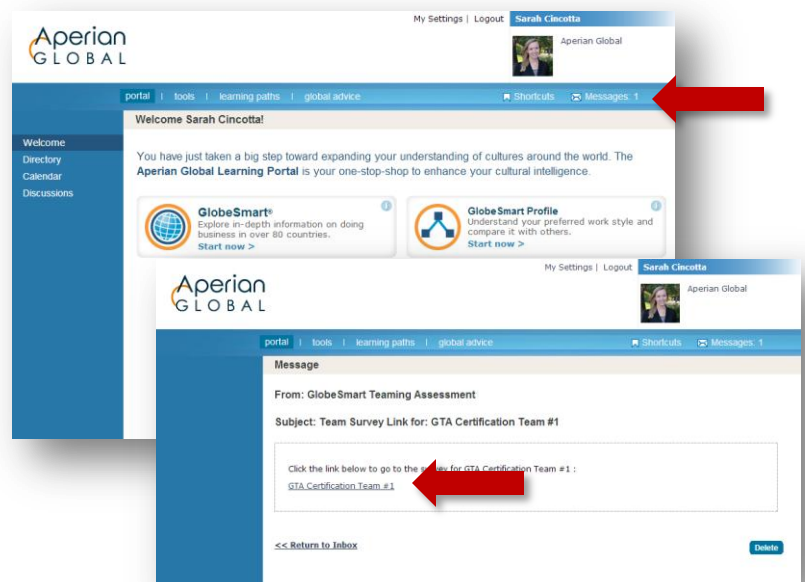 Aperian
GLOBAL
My Settings | Logout Sarah Cincotta
Aperian Global
portal | tools | learning paths | global advice Shortcuts Messages: 1
Welcome
Directory
Calendar
Discussions
Welcome Sarah Cincotta!
You have just taken a big step toward expanding your understanding of cultures around the world. The
Aperian Global Learning Portal is your one-stop-shop to enhance your cultural intelligence.
GlobeSmart®
Explore in-depth information on doing
business in over 80 countries.
Start now >
GlobeSmart Profile
Understand your preferred work style and
compare it with others.
Start now >
Aperian
GLOBAL
My Settings | Logout Sarah Cincotta
Aperian Global
portal | tools | learning paths | global advice Shortcuts Messages: 1
Message
From: GlobeSmart Teaming Assessment
Subject: Team Survey Link for: GTA Certification Team #1
Click the link below to go to the survey for GTA Certification Team #1 :
GTA Certification Team #1
<< Return to Inbox
Delete